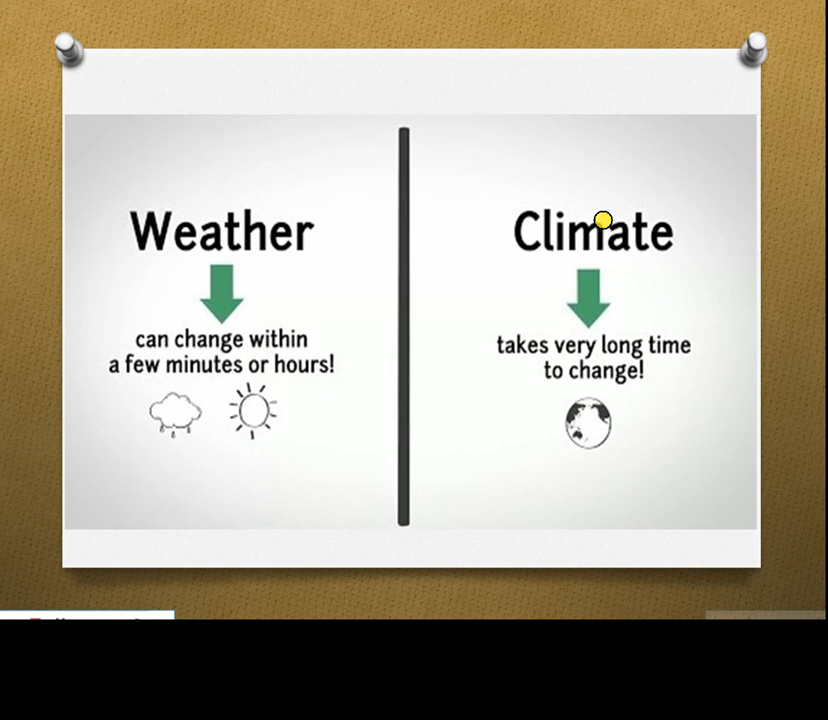 Weather
can change within
a few minutes or hours!
Climate
takes very long time
to change!